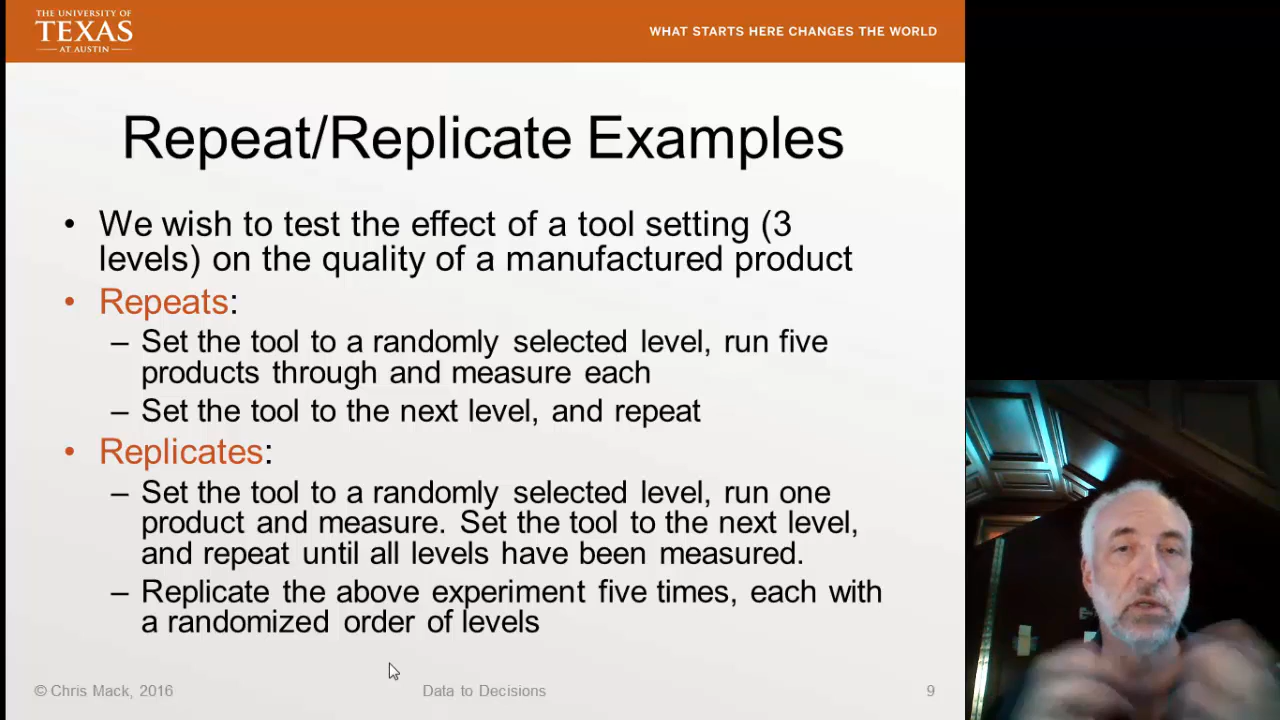 THE UNIVERSITY OF
TEXAS
AT AUSTIN
WHAT STARTS HERE CHANGES THE WORLD
Repeat/Replicate Examples
• We wish to test the effect of a tool setting (3
levels) on the quality of a manufactured product
• Repeats:
– Set the tool to a randomly selected level, run five
products through and measure each
– Set the tool to the next level, and repeat
• Replicates:
– Set the tool to a randomly selected level, run one
product and measure. Set the tool to the next level,
and repeat until all levels have been measured.
– Replicate the above experiment five times, each with
a randomized order of levels
© Chris Mack, 2016
Data to Decisions
9